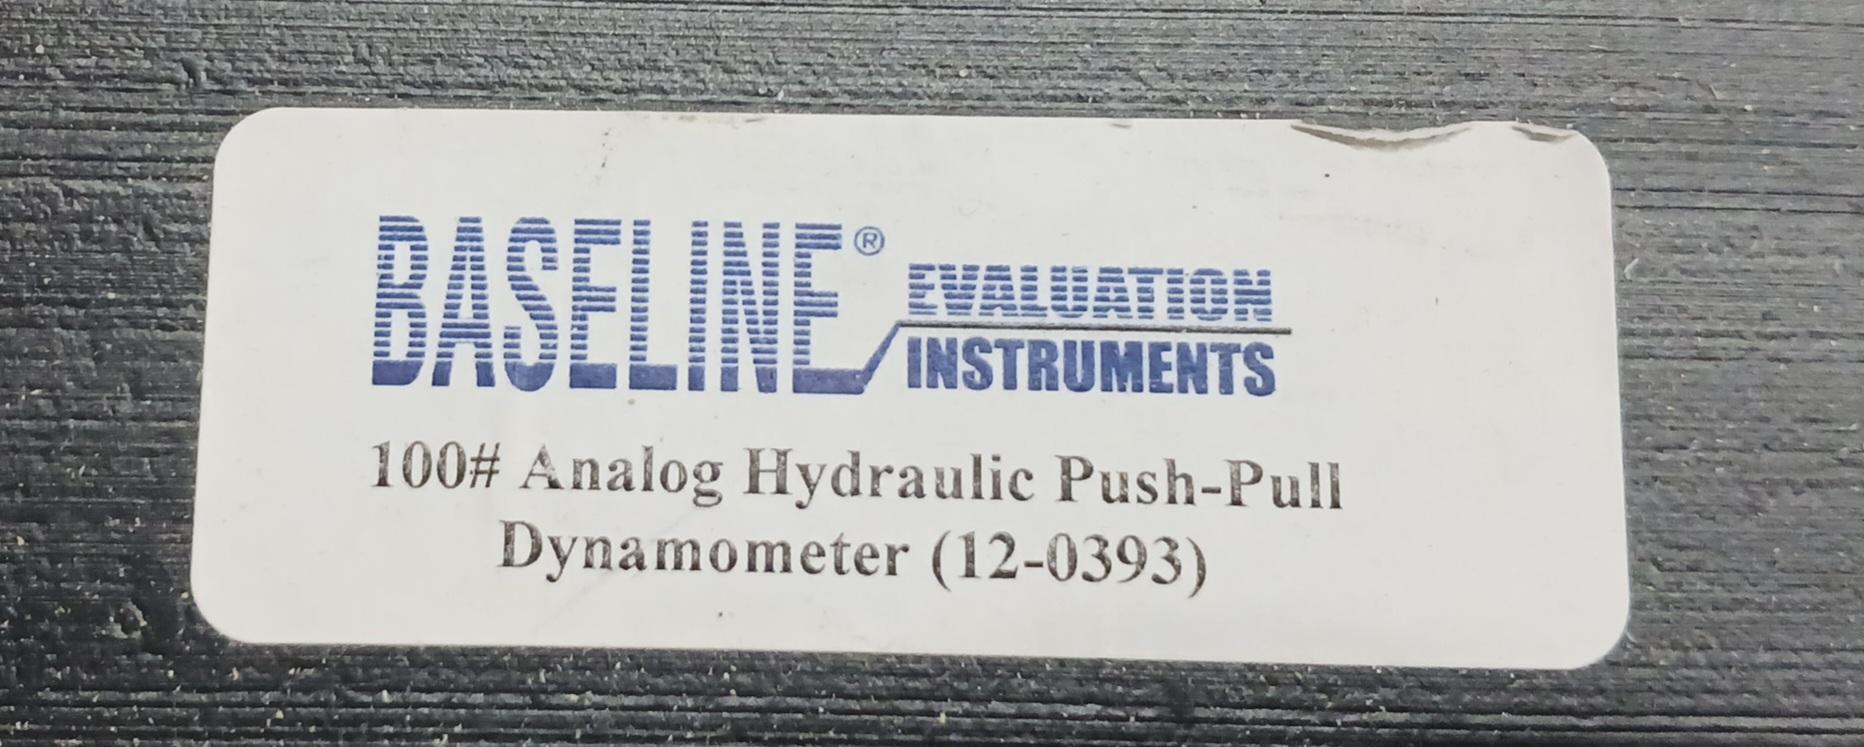 BASELINE® EVALUATION
INSTRUMENTS
100# Analog Hydraulic Push-Pull
Dynamometer (12-0393)